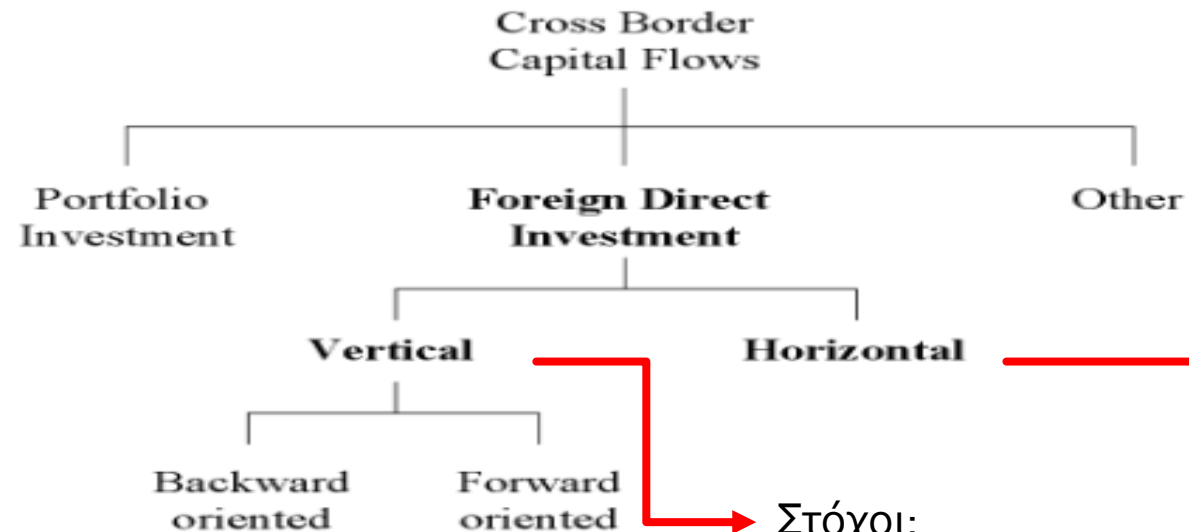 Cross Border
Capital Flows
Portfolio
Investment
Foreign Direct
Investment
Other
Vertical
Horizontal
Backward
oriented
Forward
oriented
Στόχοι: